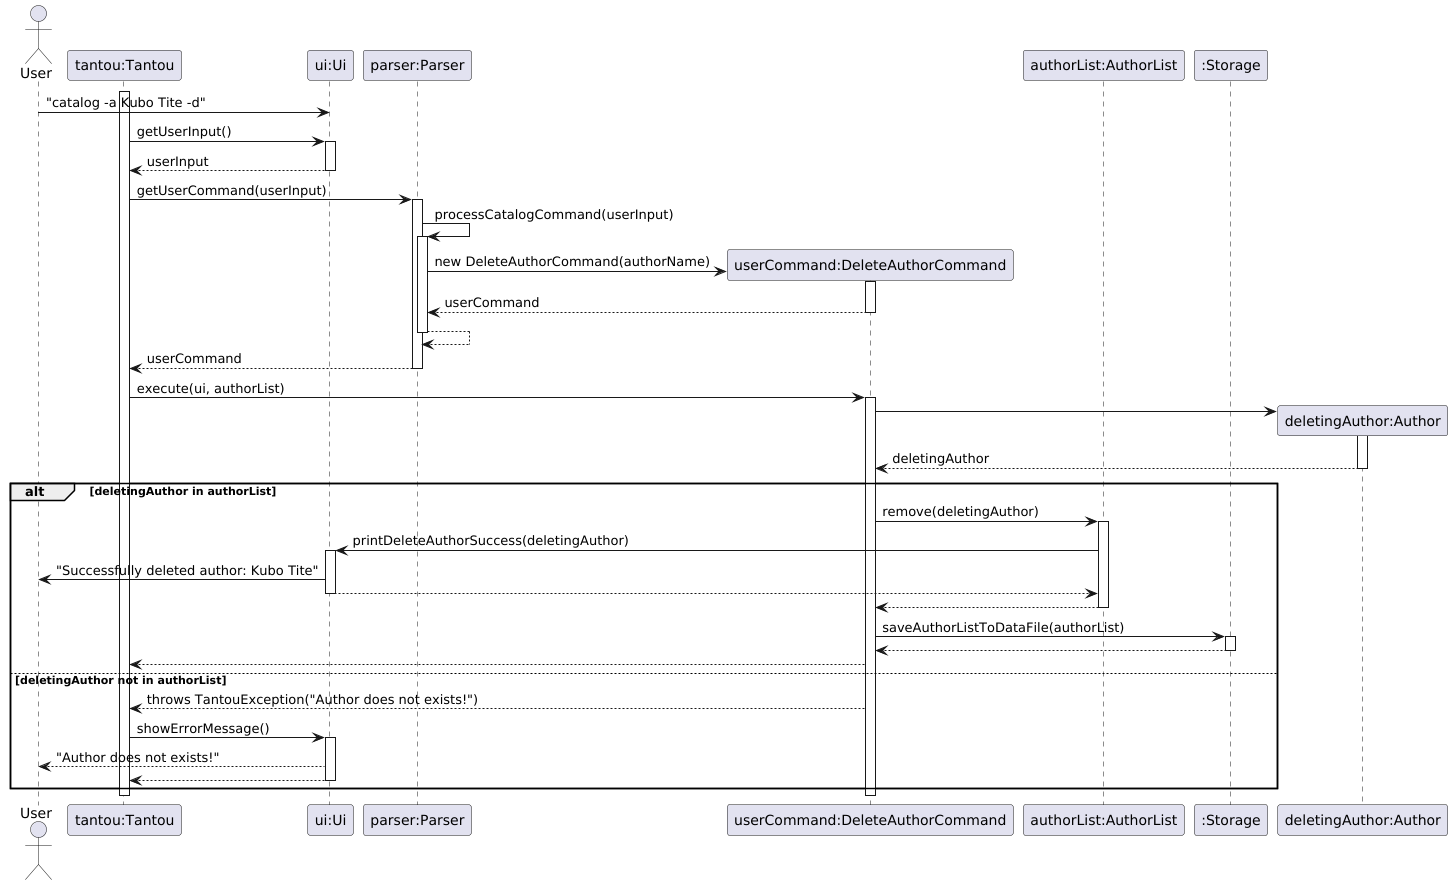 User
tantou:Tantou
ui:Ui
parser:Parser
authorList:AuthorList
:Storage
"catalog -a Kubo Tite -d"
getUserInput()
userInput
getUserCommand(userInput)
processCatalogCommand(userInput)
new DeleteAuthorCommand(authorName)
userCommand:DeleteAuthorCommand
userCommand
userCommand
execute(ui, authorList)
deletingAuthor:Author
deletingAuthor
alt
[deletingAuthor in authorList]
remove(deletingAuthor)
printDeleteAuthorSuccess(deletingAuthor)
"Successfully deleted author: Kubo Tite"
saveAuthorListToDataFile(authorList)
[deletingAuthor not in authorList]
throws TantouException("Author does not exists!")
showErrorMessage()
"Author does not exists!"
User
tantou:Tantou
ui:Ui
parser:Parser
userCommand:DeleteAuthorCommand
authorList:AuthorList
:Storage
deletingAuthor:Author